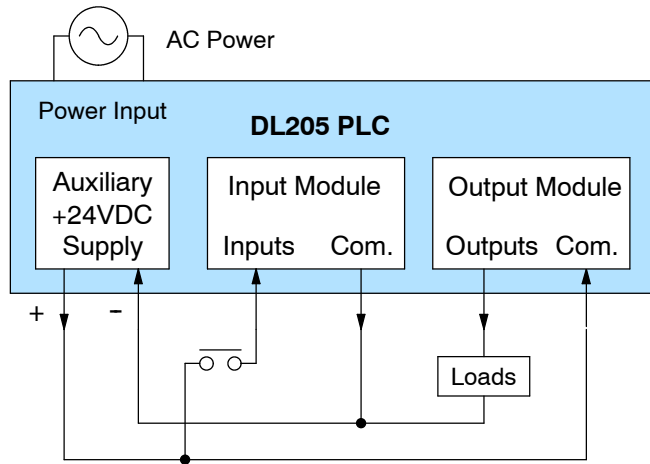 AC Power
Power Input
DL205 PLC
Auxiliary
+24VDC
Supply
Input Module
Inputs Com.
Output Module
Outputs Com.
+ -
Loads